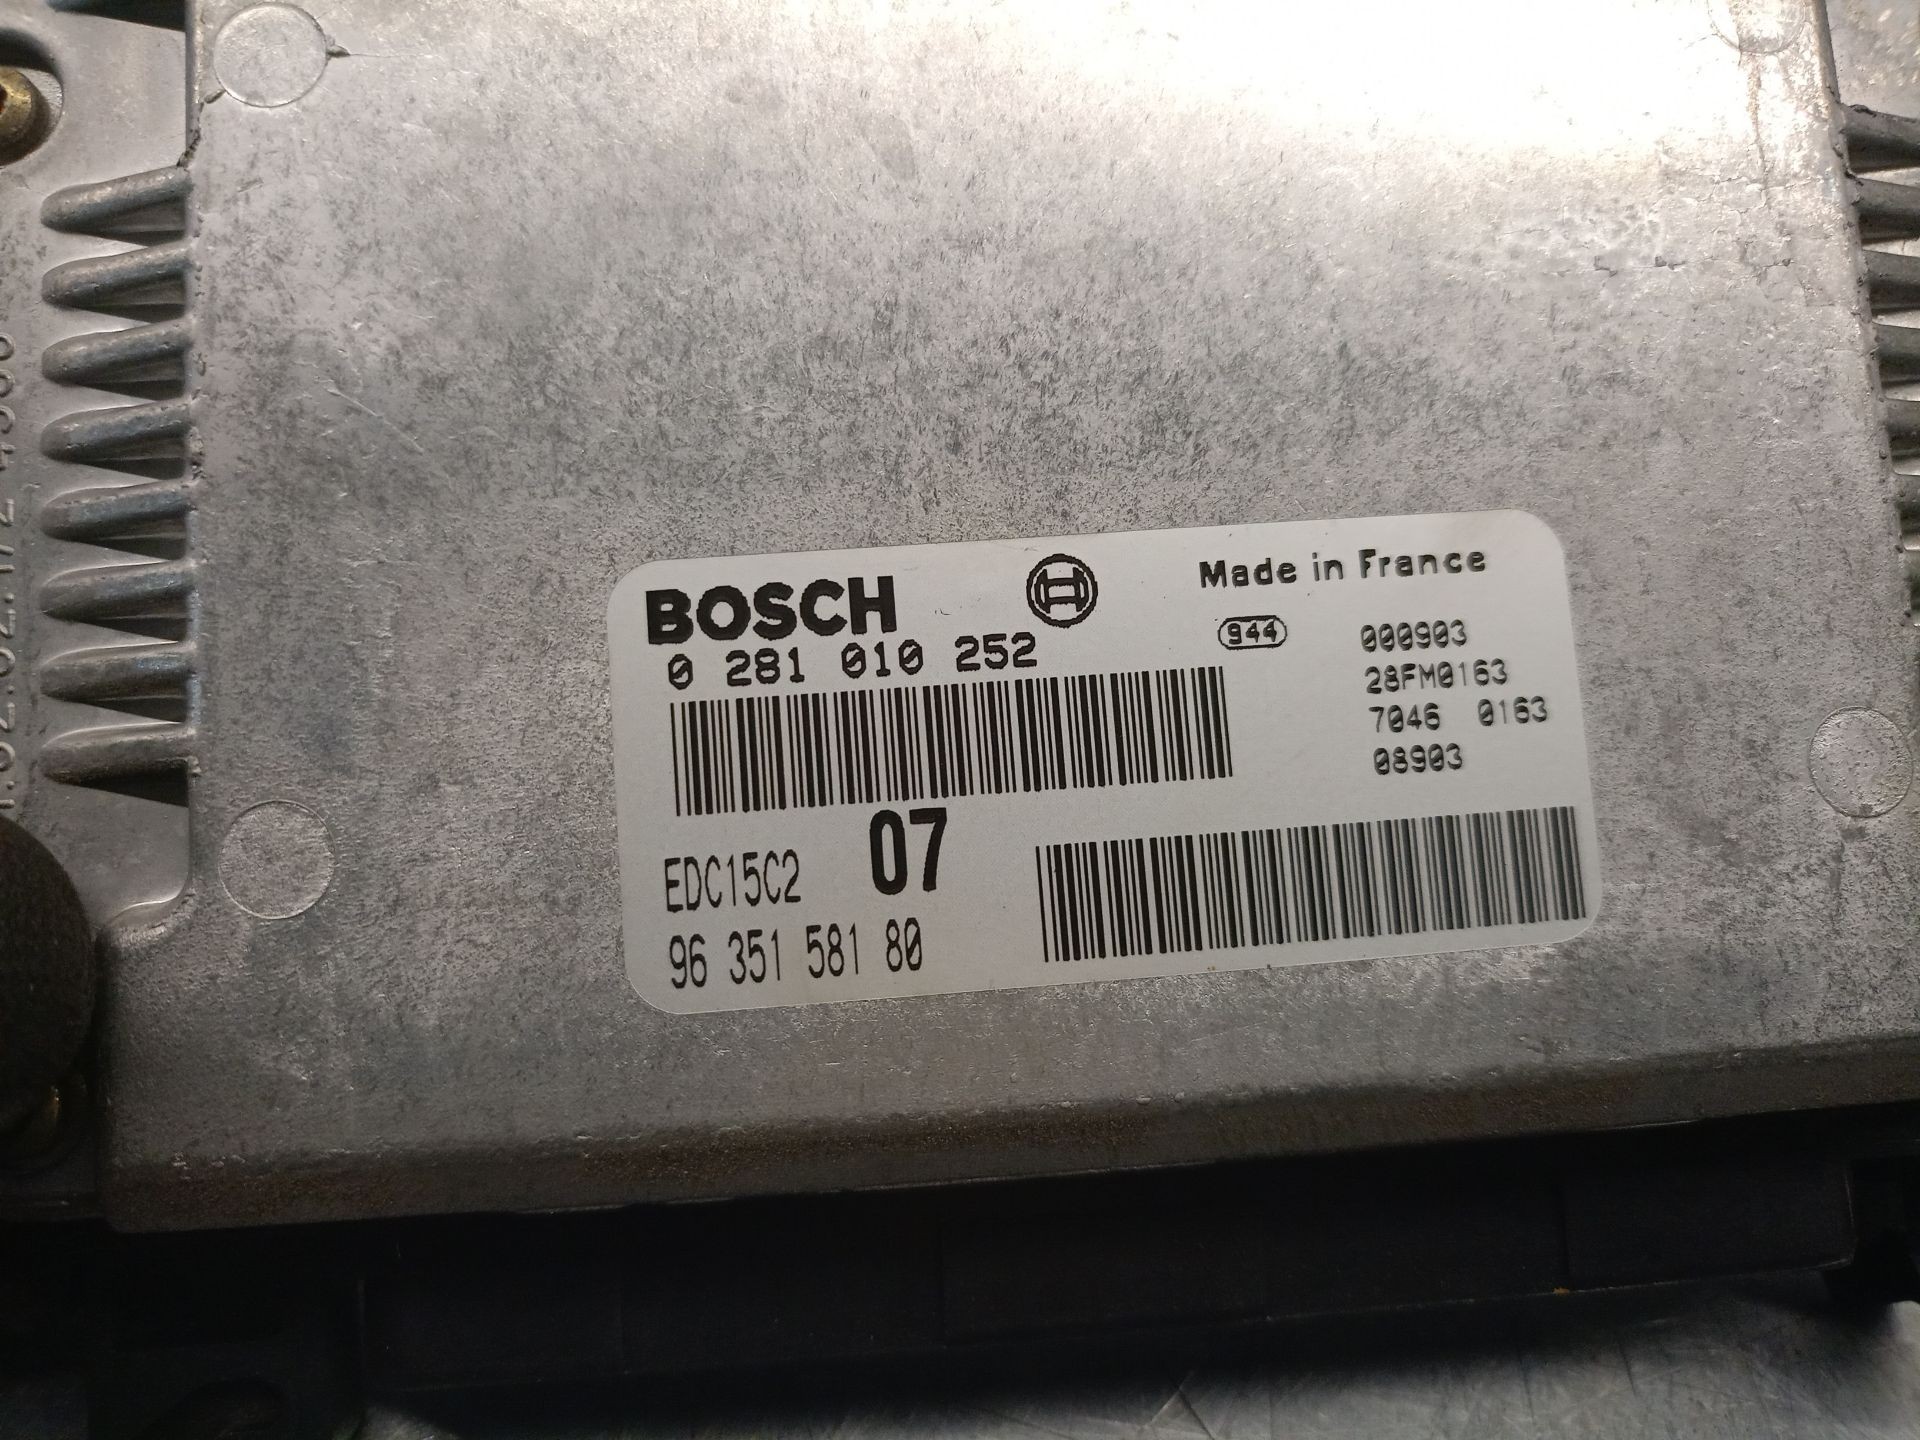 BOSCH
Made in France
0 281 010 252
944
000903
28FM0163
7046 0163
08903
EDC15C2
07
96 351 581 80